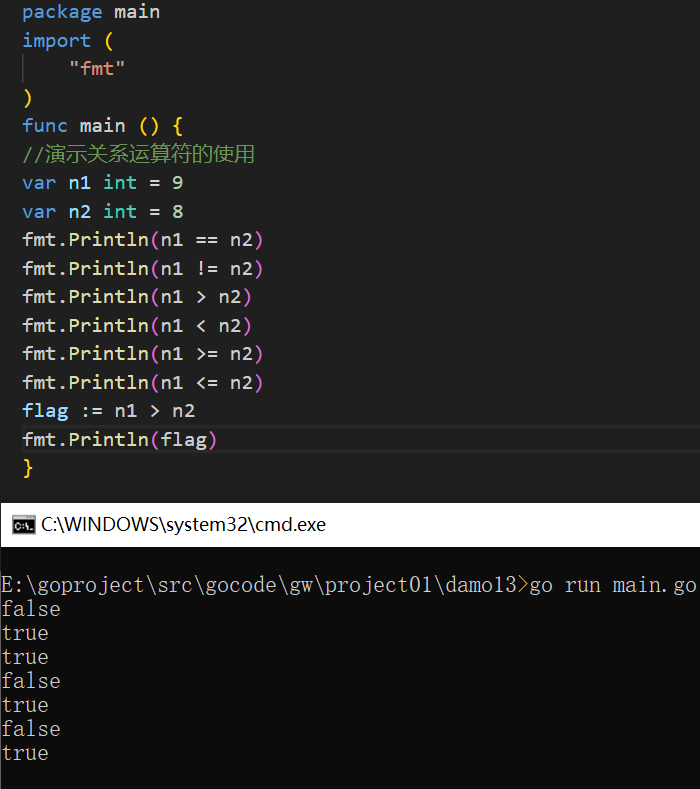 package main
import (
    "fmt"
)
func main () {
//演示关系运算符的使用
var n1 int = 9
var n2 int = 8
fmt.Println(n1 == n2)
fmt.Println(n1 != n2)
fmt.Println(n1 > n2)
fmt.Println(n1 < n2)
fmt.Println(n1 >= n2)
fmt.Println(n1 <= n2)
flag := n1 > n2
fmt.Println(flag)
}
C:\WINDOWS\system32\cmd.exe
E:\goproject\src\gocode\gw\project01\damo13>go run main.go
false
true
true
false
true
false
true